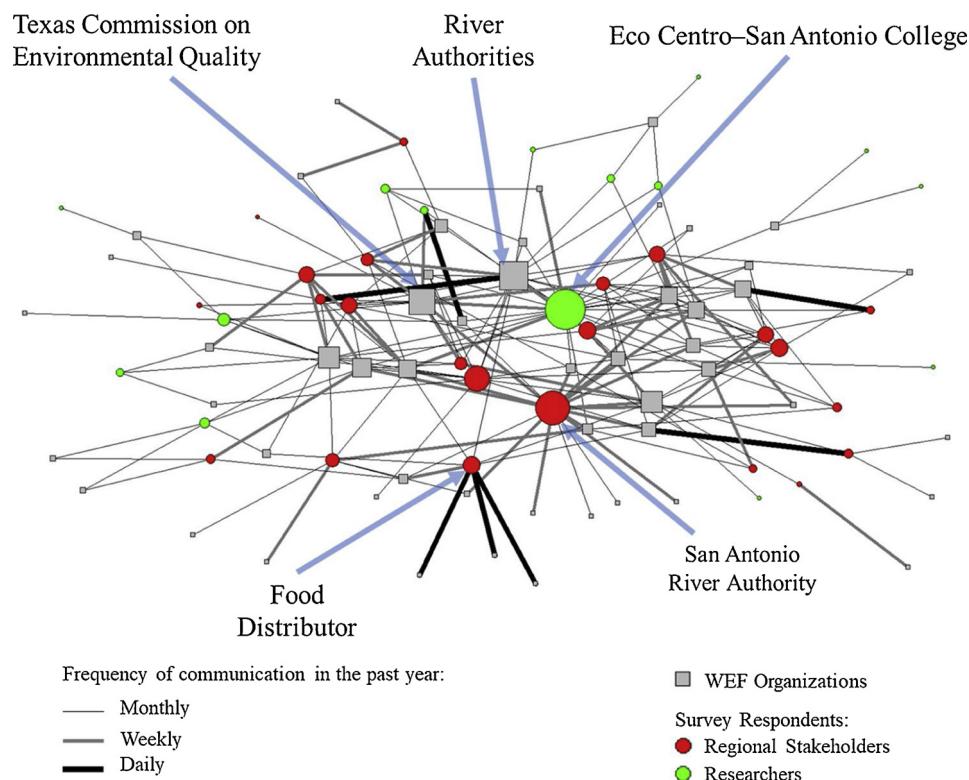 Texas Commission on
Environmental Quality
River
Authorities
Eco Centro–San Antonio College
San Antonio
River Authority
Food
Distributor
Frequency of communication in the past year:
Monthly
Weekly
Daily
WEF Organizations
Survey Respondents:
Regional Stakeholders
Researchers